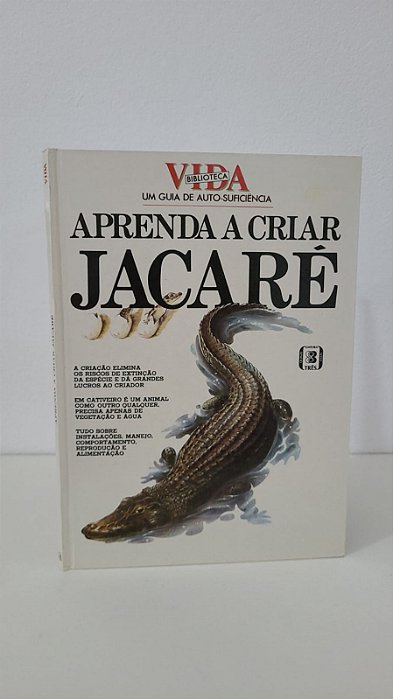 VIDA
BIBLIOTECA
UM GUIA DE AUTO-SUFICIÊNCIA
APRENDA A CRIAR
JACARÉ
A CRIAÇÃO ELIMINA
OS RISCOS DE EXTINÇÃO
DA ESPÉCIE E DÁ GRANDES
LUCROS AO CRIADOR
EM CATIVEIRO É UM ANIMAL
COMO OUTRO QUALQUER,
PRECISA APENAS DE
VEGETAÇÃO E ÁGUA
TUDO SOBRE
INSTALAÇÕES, MANEJO,
COMPORTAMENTO,
REPRODUÇÃO E
ALIMENTAÇÃO
TRÊS
VIDA